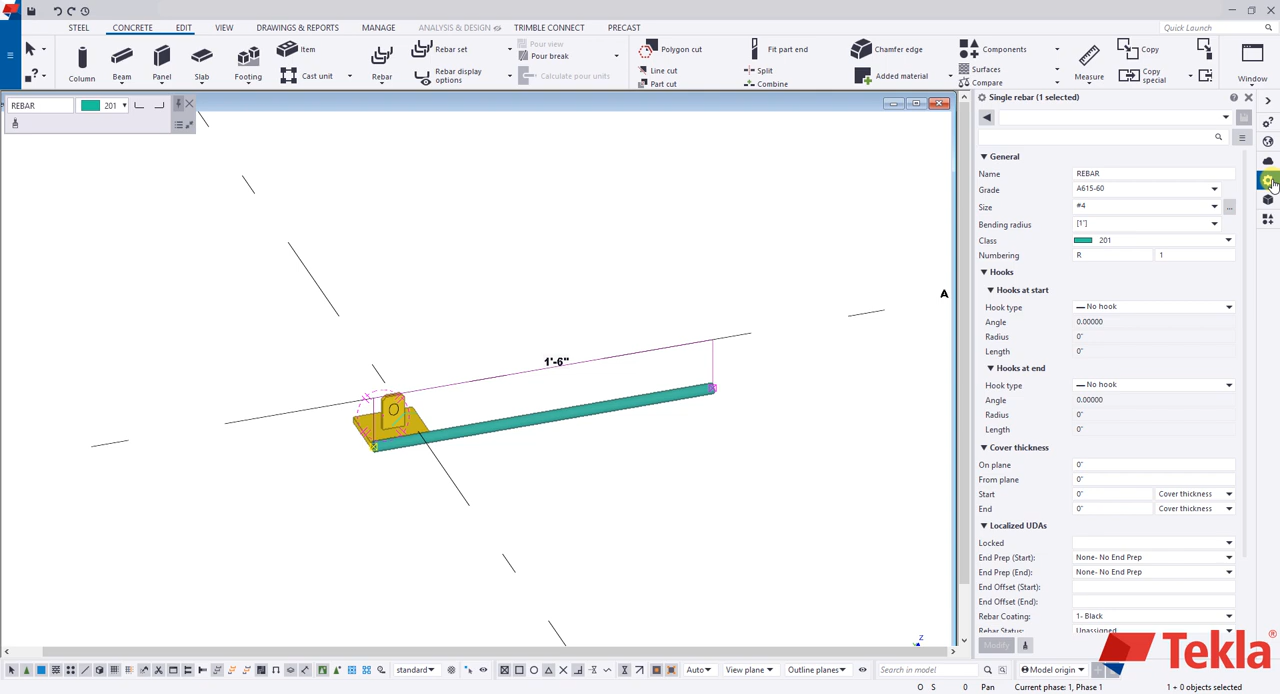 STEEL CONCRETE EDIT VIEW DRAWINGS & REPORTS MANAGE ANALYSIS & DESIGN TRIMBLE CONNECT PRECAST Quick Launch
Column Beam Panel Slab Footing Item Cast unit Rebar Rebar set Rebar display options Pour view Pour break Calculate pour units Polygon cut Line cut Part cut Fit part end Split Combine Chamfer edge Added material Components Surfaces Compare Measure Copy Copy special Window
REBAR 201
Single rebar (1 selected)
General
Name REBAR
Grade A615-60
Size #4 ...
Bending radius [1"]
Class 201
Numbering R 1
Hooks
Hooks at start
Hook type No hook
Angle 0.00000
Radius 0"
Length 0"
Hooks at end
Hook type No hook
Angle 0.00000
Radius 0"
Length 0"
Cover thickness
On plane 0"
From plane 0"
Start 0" Cover thickness
End 0" Cover thickness
Localized UDAs
Locked
End Prep (Start): None- No End Prep
End Prep (End): None- No End Prep
End Offset (Start):
End Offset (End):
Rebar Coating: 1- Black
Rebar Status: Unassigned
Modify
A
1'-6"
Z
Tekla®
standard Auto View plane Outline planes Search in model Model origin
O S 0 Pan Current phase: 1, Phase 1 1 + 0 objects selected